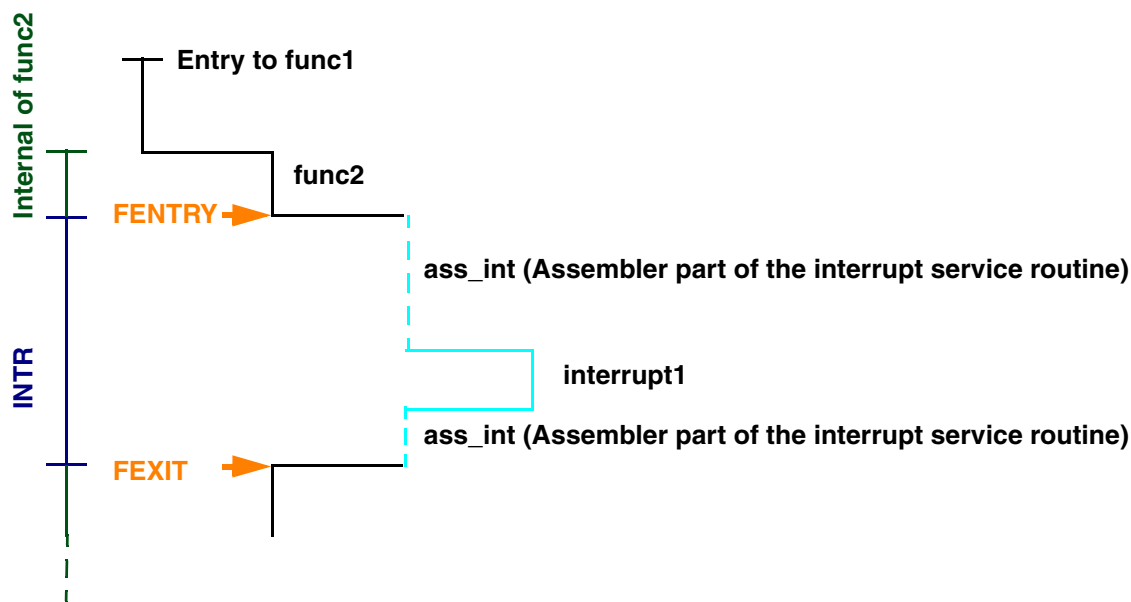 Internal of func2
Entry to func1
func2
FENTRY
ass_int (Assembler part of the interrupt service routine)
INTR
interrupt1
ass_int (Assembler part of the interrupt service routine)
FEXIT